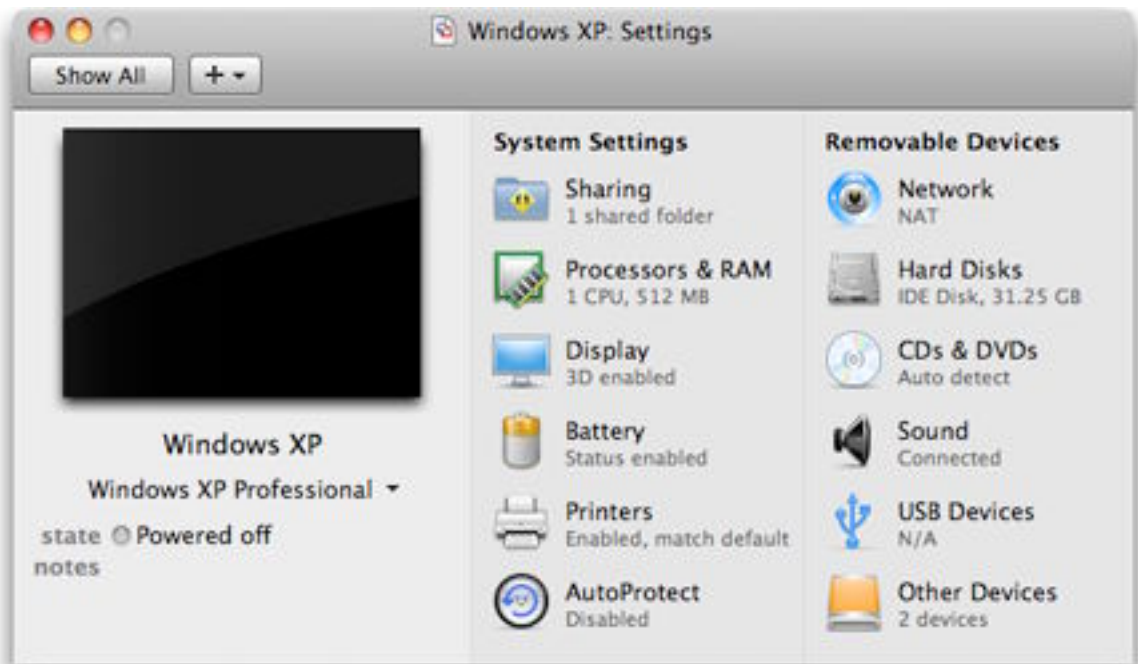 Windows XP: Settings
Show All
Windows XP
Windows XP Professional
state Powered off
notes
System Settings
Sharing
1 shared folder
Processors & RAM
1 CPU, 512 MB
Display
3D enabled
Battery
Status enabled
Printers
Enabled, match default
AutoProtect
Disabled
Removable Devices
Network
NAT
Hard Disks
IDE Disk, 31.25 GB
CDs & DVDs
Auto detect
Sound
Connected
USB Devices
N/A
Other Devices
2 devices